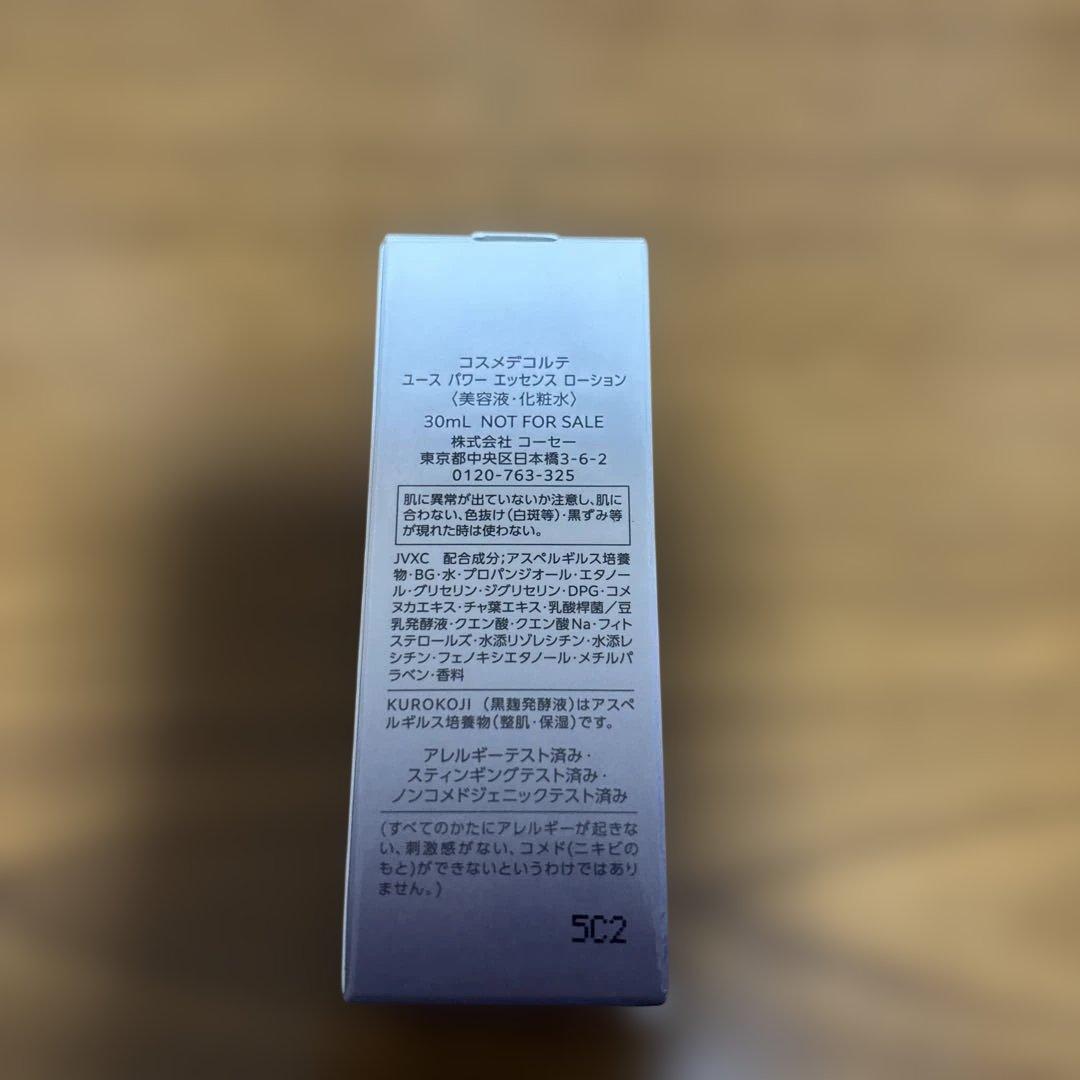 コスメデコルテ
ユース パワー エッセンス ローション
〈美容液・化粧水〉
30mL NOT FOR SALE
株式会社 コーセー
東京都中央区日本橋3-6-2
0120-763-325
肌に異常が出ていないか注意し、肌に
合わない、色抜け(白斑等)・黒ずみ等
が現れた時は使わない。
JVXC 配合成分;アスペルギルス培養
物・BG・水・プロパンジオール・エタノー
ル・グリセリン・ジグリセリン・DPG・コメ
ヌカエキス・チャ葉エキス・乳酸桿菌/豆
乳発酵液・クエン酸・クエン酸Na・フィト
ステロールズ・水添リゾレシチン・水添レ
シチン・フェノキシエタノール・メチルパ
ラベン・香料
KUROKOJI (黒麹発酵液)はアスペ
ルギルス培養物(整肌・保湿)です。
アレルギーテスト済み・
スティンギングテスト済み・
ノンコメドジェニックテスト済み
(すべてのかたにアレルギーが起きな
い、刺激感がない、コメド(ニキビの
もと)ができないというわけではあり
ません。)
5C2